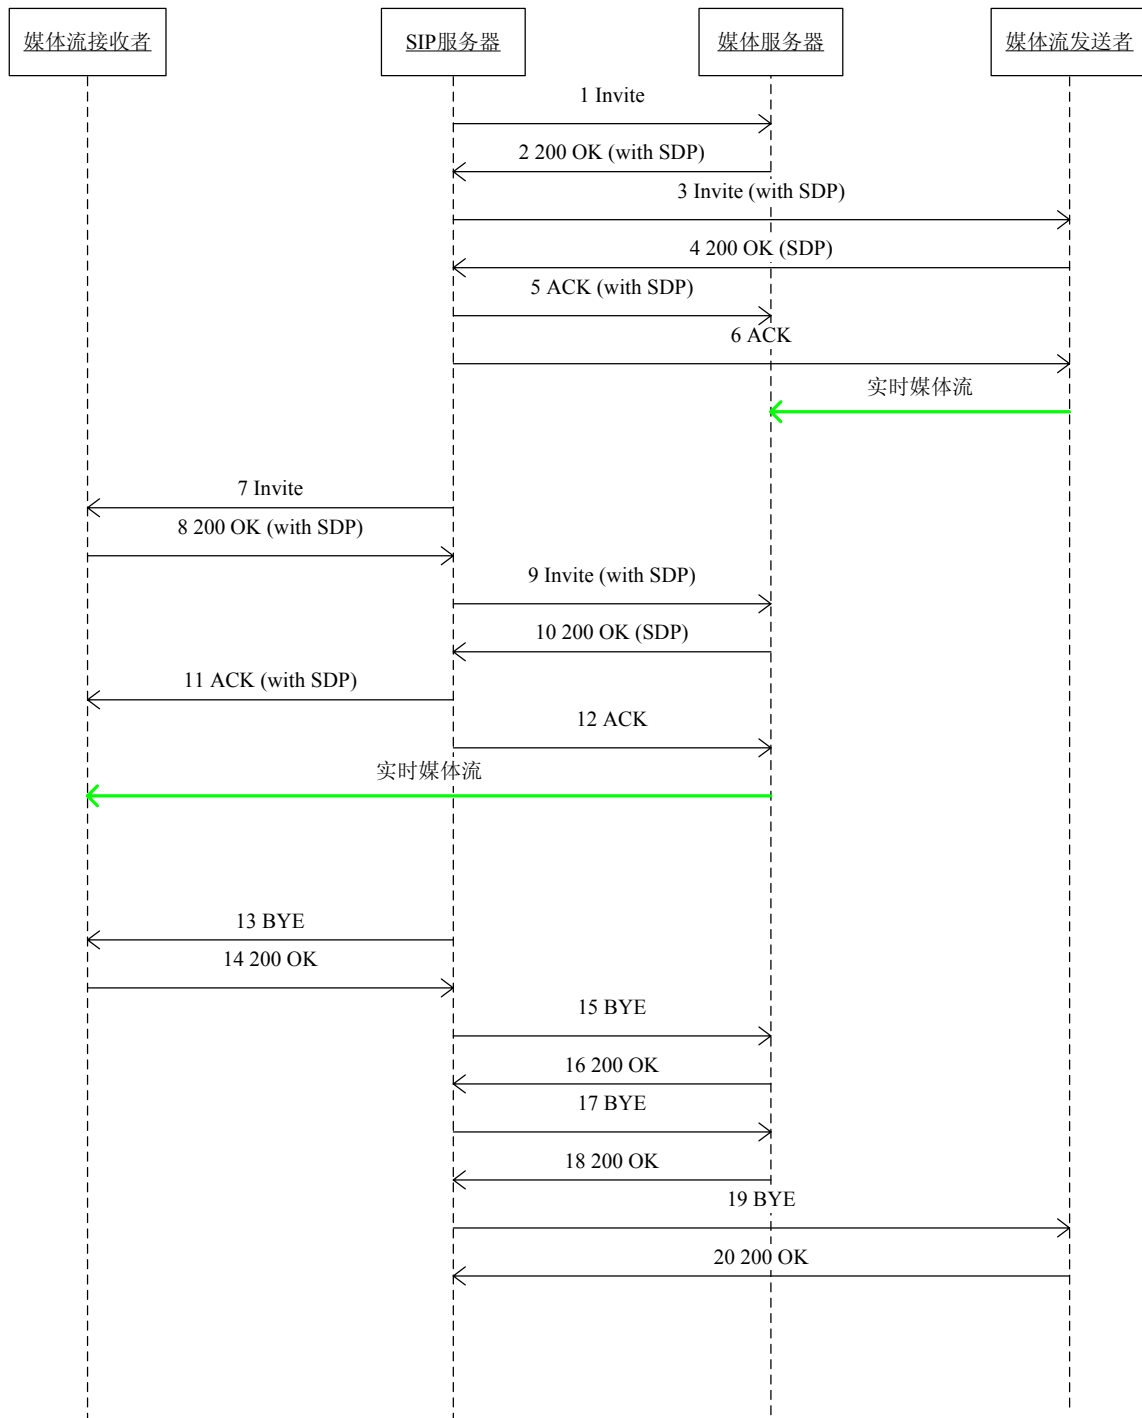 媒体流接收者
SIP服务器
媒体服务器
媒体流发送者
1 Invite
2 200 OK (with SDP)
3 Invite (with SDP)
4 200 OK (SDP)
5 ACK (with SDP)
6 ACK
实时媒体流
7 Invite
8 200 OK (with SDP)
9 Invite (with SDP)
10 200 OK (SDP)
11 ACK (with SDP)
12 ACK
实时媒体流
13 BYE
14 200 OK
15 BYE
16 200 OK
17 BYE
18 200 OK
19 BYE
20 200 OK